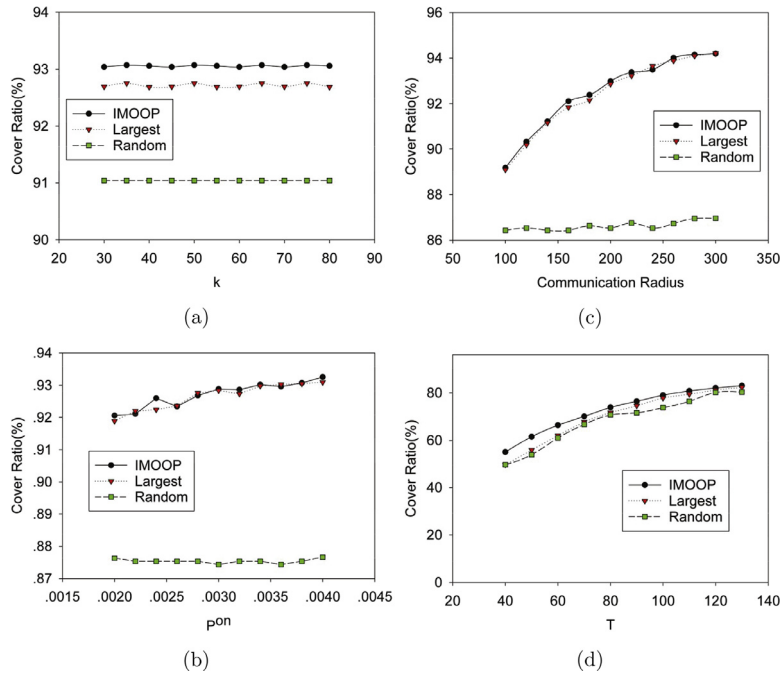 94
93
92
91
90
Cover Ratio(%)
IMOOP
Largest
Random
20 30 40 50 60 70 80 90
k
(a)
96
94
92
90
88
86
Cover Ratio(%)
IMOOP
Largest
Random
50 100 150 200 250 300 350
Communication Radius
(c)
.94
.93
.92
.91
.90
.89
.88
.87
Cover Ratio(%)
IMOOP
Largest
Random
.0015 .0020 .0025 .0030 .0035 .0040 .0045
P^on
(b)
80
60
40
20
0
Cover Ratio(%)
IMOOP
Largest
Random
20 40 60 80 100 120 140
T
(d)